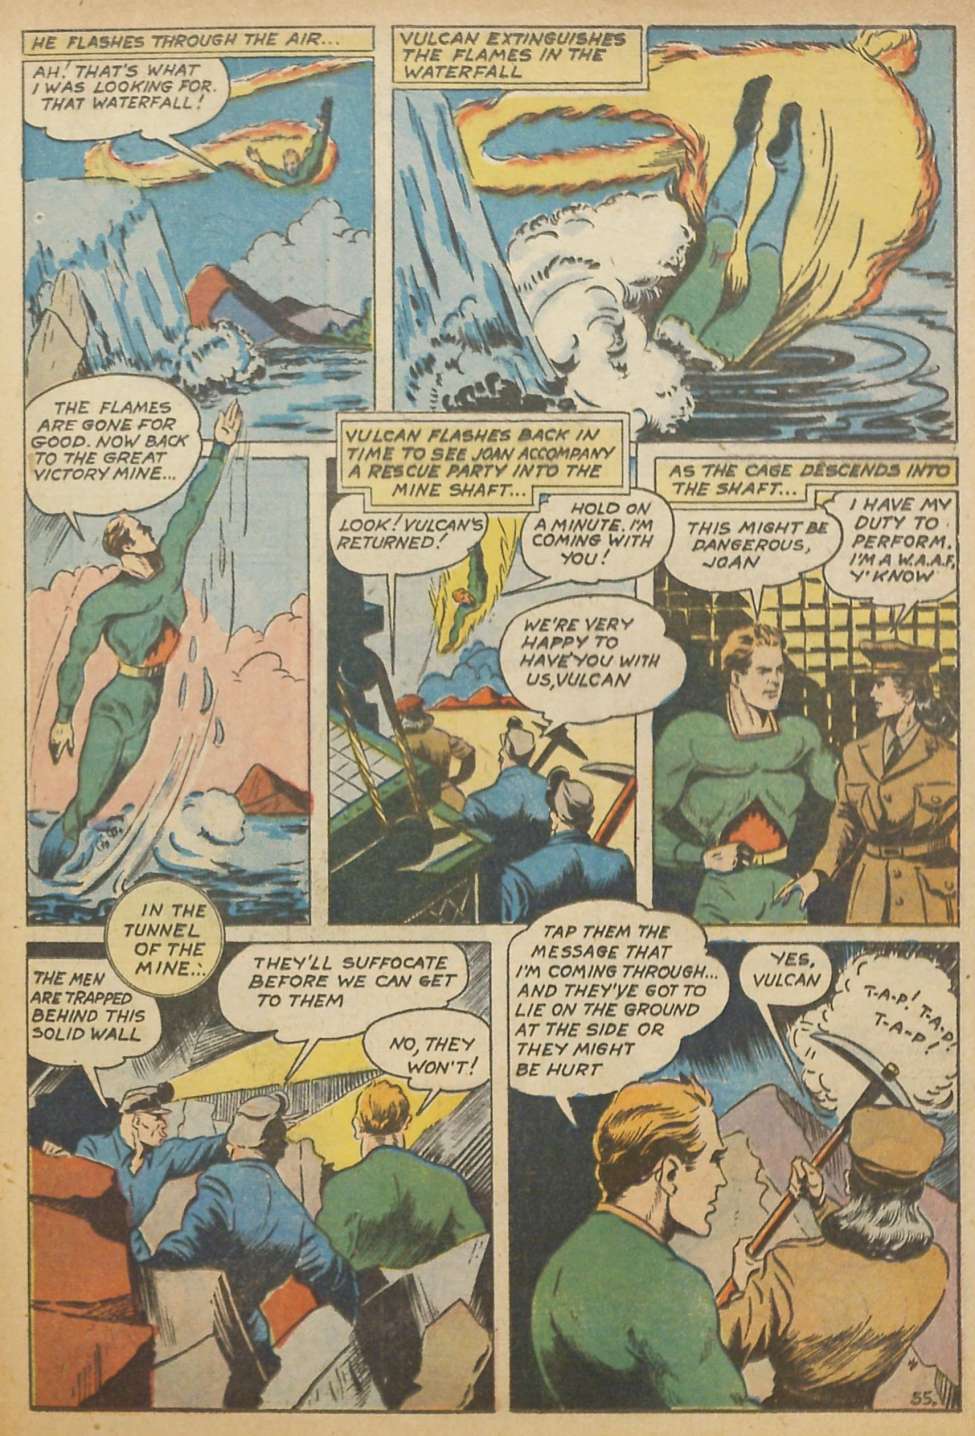 HE FLASHES THROUGH THE AIR...
AH! THAT'S WHAT
I WAS LOOKING FOR.
THAT WATERFALL!
VULCAN EXTINGUISHES
THE FLAMES IN THE
WATERFALL
THE FLAMES
ARE GONE FOR
GOOD. NOW BACK
TO THE GREAT
VICTORY MINE...
VULCAN FLASHES BACK IN
TIME TO SEE JOAN ACCOMPANY
A RESCUE PARTY INTO THE
MINE SHAFT...
LOOK! VULCAN'S
RETURNED!
HOLD ON
A MINUTE. I'M
COMING WITH
YOU!
WE'RE VERY
HAPPY TO
HAVE YOU WITH
US, VULCAN
AS THE CAGE DESCENDS INTO
THE SHAFT...
THIS MIGHT BE
DANGEROUS,
JOAN
I HAVE MY
DUTY TO
PERFORM.
I'M A W.A.A.F,
Y'KNOW
IN THE
TUNNEL
OF THE
MINE...
THE MEN
ARE TRAPPED
BEHIND THIS
SOLID WALL
THEY'LL SUFFOCATE
BEFORE WE CAN GET
TO THEM
NO, THEY
WON'T!
TAP THEM THE
MESSAGE THAT
I'M COMING THROUGH...
AND THEY'VE GOT TO
LIE ON THE GROUND
AT THE SIDE OR
THEY MIGHT
BE HURT
YES,
VULCAN
T-A-P! T-A-P!
T-A-P!
55.